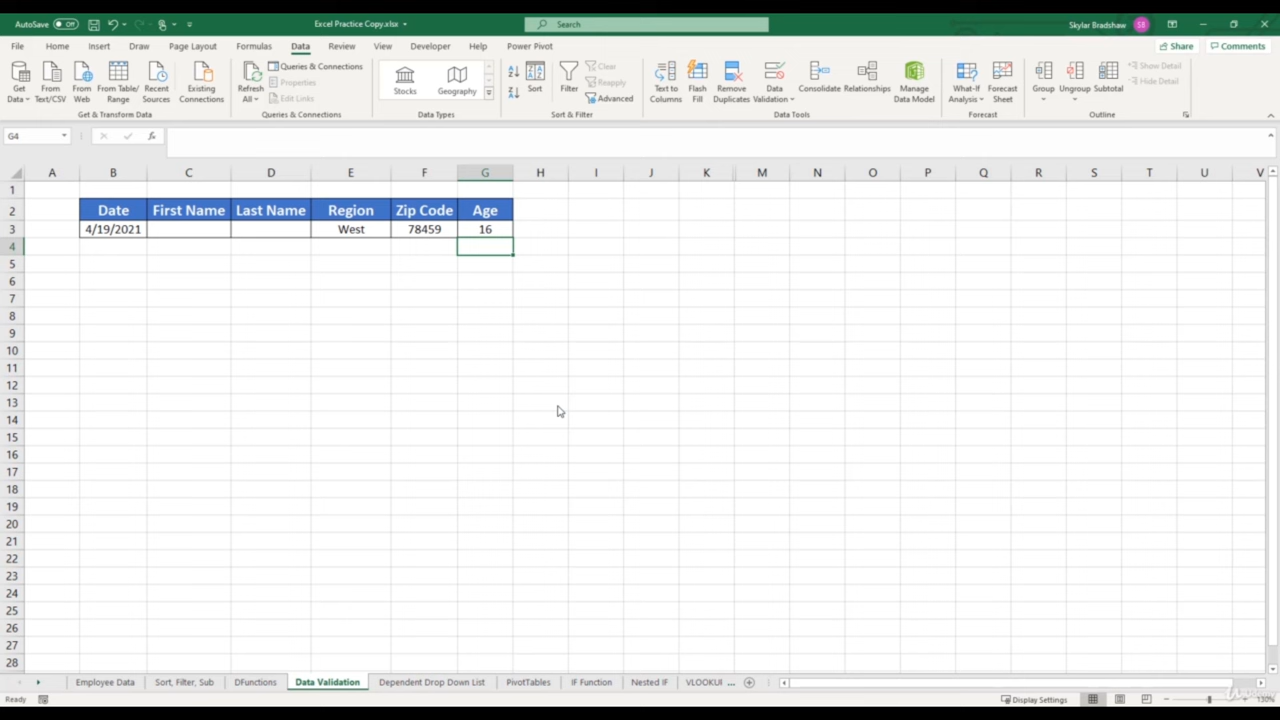 AutoSave Off Excel Practice Copy.xlsx Search Skylar Bradshaw SB
File Home Insert Draw Page Layout Formulas Data Review View Developer Help Power Pivot Share Comments
Get Data From Text/CSV From Web From Table/ Range Recent Sources Existing Connections
Get & Transform Data
Refresh All Queries & Connections Properties Edit Links
Queries & Connections
Stocks Geography
Data Types
Sort Filter Clear Reapply Advanced
Sort & Filter
Text to Columns Flash Fill Remove Duplicates Data Validation Consolidate Relationships Manage Data Model
Data Tools
What-If Analysis Forecast Sheet
Forecast
Group Ungroup Subtotal Show Detail Hide Detail
Outline
G4 fx
A B C D E F G H I J K M N O P Q R S T U V
1
2 Date First Name Last Name Region Zip Code Age
3 4/19/2021 West 78459 16
4
5
6
7
8
9
10
11
12
13
14
15
16
17
18
19
20
21
22
23
24
25
26
27
28
Employee Data Sort, Filter, Sub DFunctions Data Validation Dependent Drop Down List PivotTables IF Function Nested IF VLOOKUI ...
Ready Display Settings 130%